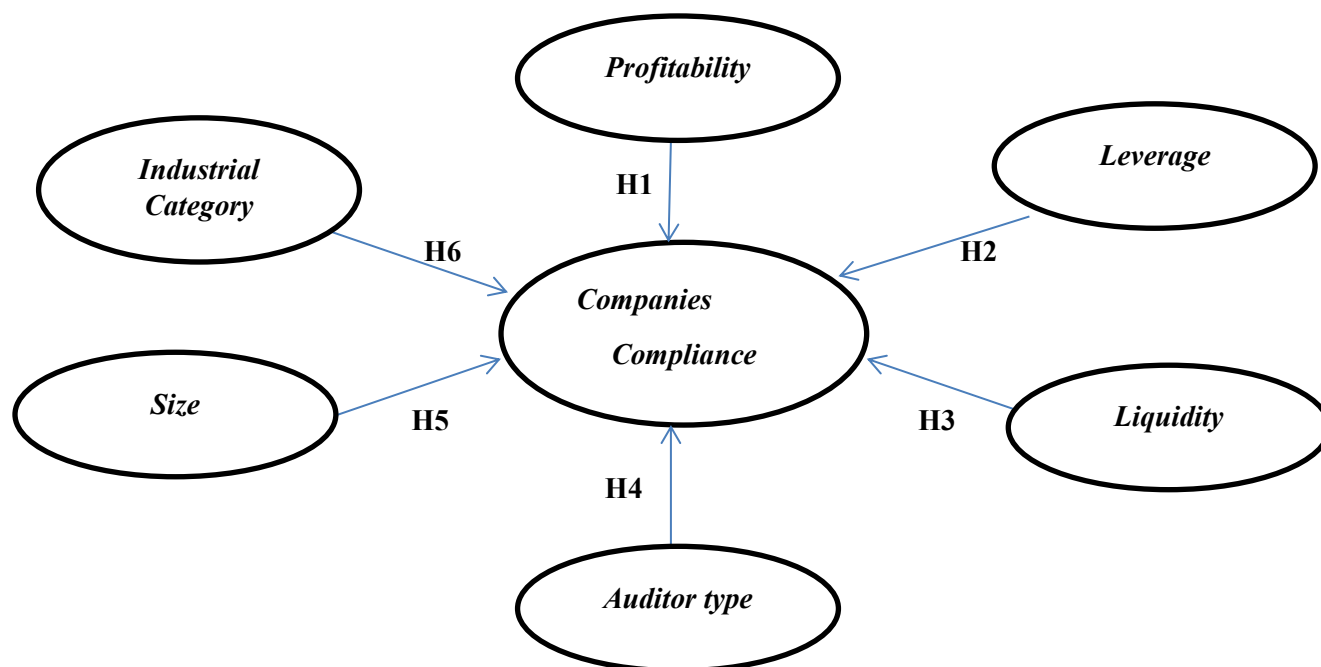 Profitability
Leverage
Industrial
Category
H1
H6
H2
Companies
Compliance
Size
H5
H3
Liquidity
H4
Auditor type